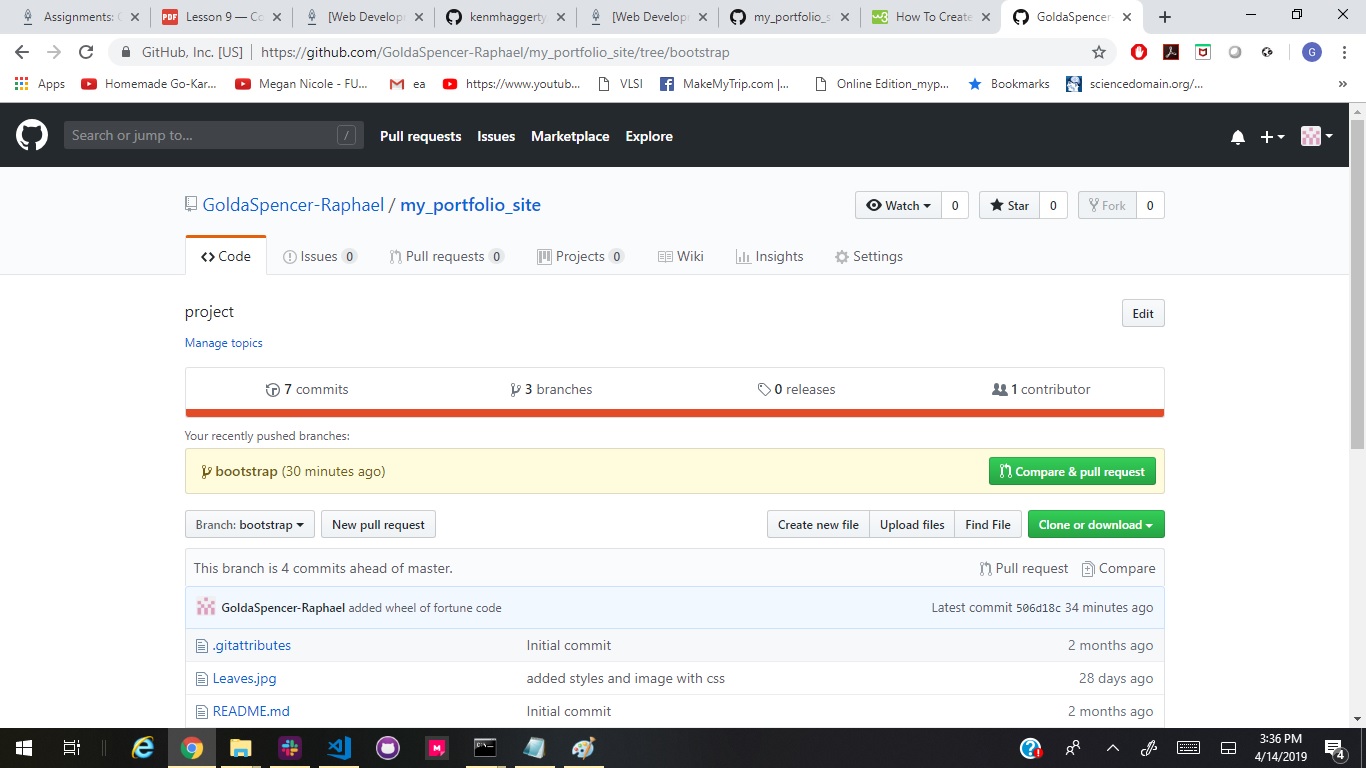 Assignments: C
PDF Lesson 9 — Co
[Web Develop
kenmhaggerty
[Web Develop
my_portfolio_s
w3 How To Create
GoldaSpencer-
GitHub, Inc. [US] | https://github.com/GoldaSpencer-Raphael/my_portfolio_site/tree/bootstrap
G
Apps
Homemade Go-Kar...
Megan Nicole - FU...
ea
https://www.youtub...
VLSI
MakeMyTrip.com |...
Online Edition_myp...
Bookmarks
sciencedomain.org/...
»
Search or jump to...
/
Pull requests
Issues
Marketplace
Explore
GoldaSpencer-Raphael / my_portfolio_site
Watch 0
Star 0
Fork 0
Code
Issues 0
Pull requests 0
Projects 0
Wiki
Insights
Settings
project
Edit
Manage topics
7 commits
3 branches
0 releases
1 contributor
Your recently pushed branches:
bootstrap (30 minutes ago)
Compare & pull request
Branch: bootstrap
New pull request
Create new file
Upload files
Find File
Clone or download
This branch is 4 commits ahead of master.
Pull request
Compare
GoldaSpencer-Raphael added wheel of fortune code
Latest commit 506d18c 34 minutes ago
.gitattributes Initial commit 2 months ago
Leaves.jpg added styles and image with css 28 days ago
README.md Initial commit 2 months ago
3:36 PM
4/14/2019
4